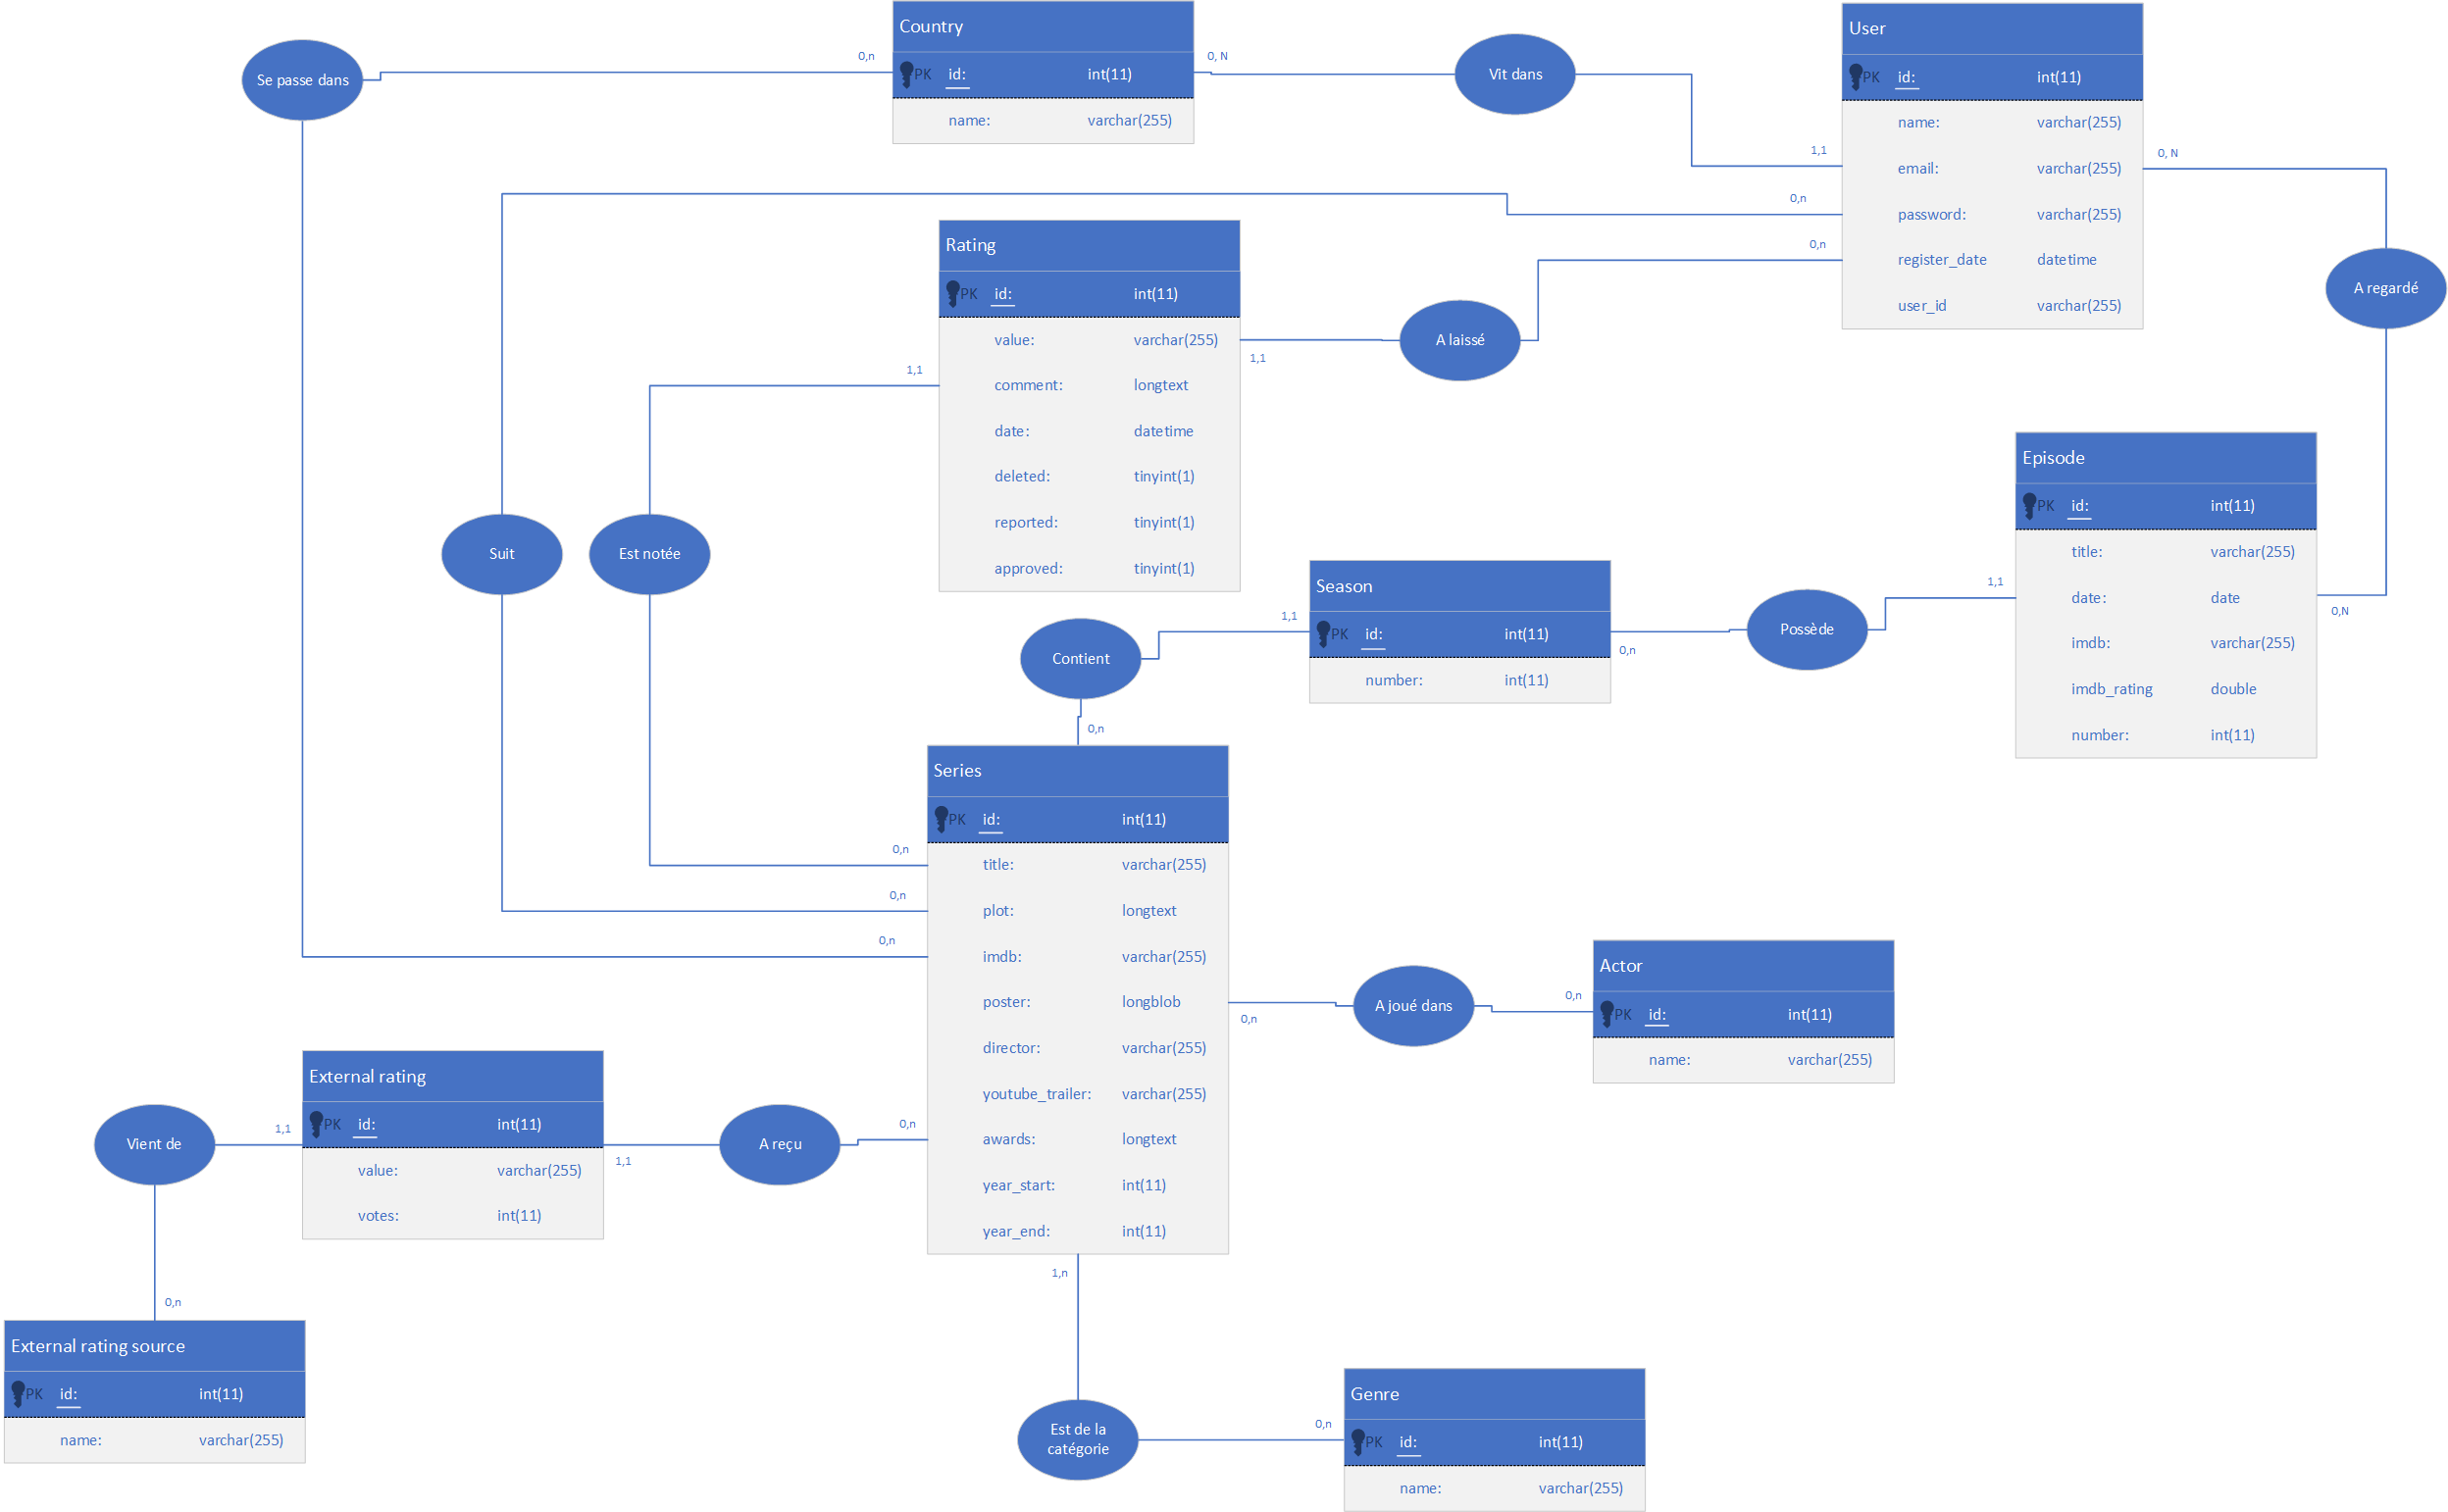 Country
PK id: int(11)
name: varchar(255)
User
PK id: int(11)
name: varchar(255)
email: varchar(255)
password: varchar(255)
register_date datetime
user_id varchar(255)
Se passe dans
0,n
0, N
Vit dans
1,1
0,n
0,n
0, N
A regardé
Rating
PK id: int(11)
value: varchar(255)
comment: longtext
date: datetime
deleted: tinyint(1)
reported: tinyint(1)
approved: tinyint(1)
1,1
1,1
A laissé
Suit
Est notée
Episode
PK id: int(11)
title: varchar(255)
date: date
imdb: varchar(255)
imdb_rating double
number: int(11)
1,1
0,N
Season
PK id: int(11)
number: int(11)
Contient
1,1
0,n
Possède
0,n
Series
PK id: int(11)
title: varchar(255)
plot: longtext
imdb: varchar(255)
poster: longblob
director: varchar(255)
youtube_trailer: varchar(255)
awards: longtext
year_start: int(11)
year_end: int(11)
0,n
0,n
0,n
0,n
A joué dans
0,n
Actor
PK id: int(11)
name: varchar(255)
External rating
PK id: int(11)
value: varchar(255)
votes: int(11)
Vient de
1,1
1,1
A reçu
0,n
0,n
1,n
External rating source
PK id: int(11)
name: varchar(255)
Est de la
catégorie
0,n
Genre
PK id: int(11)
name: varchar(255)